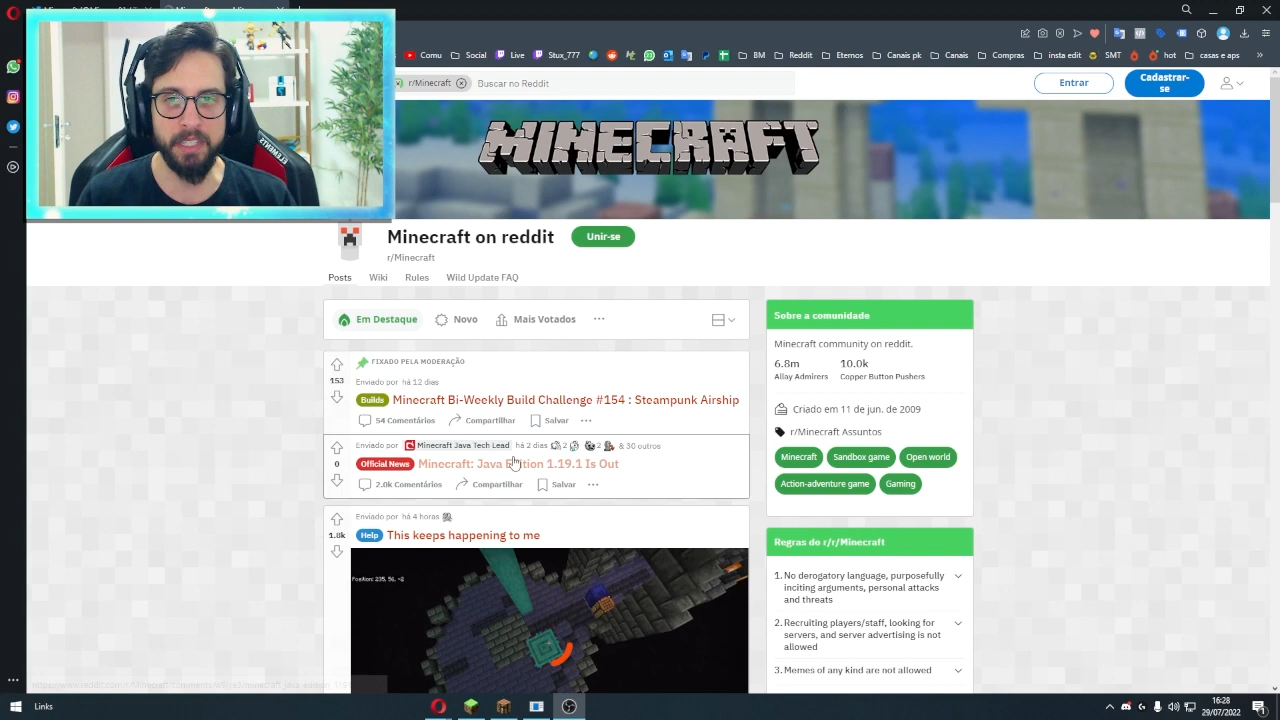 Comu
Social
Live
Stux_777
BM
Reddit
Eternos
Canais pk
Canais
Compras
insta edit
SMT
hot
casas e aps
r/Minecraft
Buscar no Reddit
Entrar
Cadastrar-
se
MINECRAFT
ELEMENTS
Minecraft on reddit
Unir-se
r/Minecraft
Posts
Wiki
Rules
Wild Update FAQ
Em Destaque
Novo
Mais Votados
FIXADO PELA MODERAÇÃO
153
Enviado por há 12 dias
Builds Minecraft Bi-Weekly Build Challenge #154 : Steampunk Airship
54 Comentários Compartilhar Salvar
Enviado por Minecraft Java Tech Lead há 2 dias 2 2 & 30 outros
0
Official News Minecraft: Java Edition 1.19.1 Is Out
2.0k Comentários Compartilhar Salvar
Enviado por há 4 horas
1.8k
Help This keeps happening to me
Sobre a comunidade
Minecraft community on reddit.
6.8m 10.0k
Allay Admirers Copper Button Pushers
Criado em 11 de jun. de 2009
r/Minecraft Assuntos
Minecraft Sandbox game Open world
Action-adventure game Gaming
Regras do r/r/Minecraft
1. No derogatory language, purposefully
inciting arguments, personal attacks
and threats
2. Recruiting players/staff, looking for
servers, and server advertising is not
allowed
3. Memes of any kind are not allowed
Links
16:28
29/07/2022